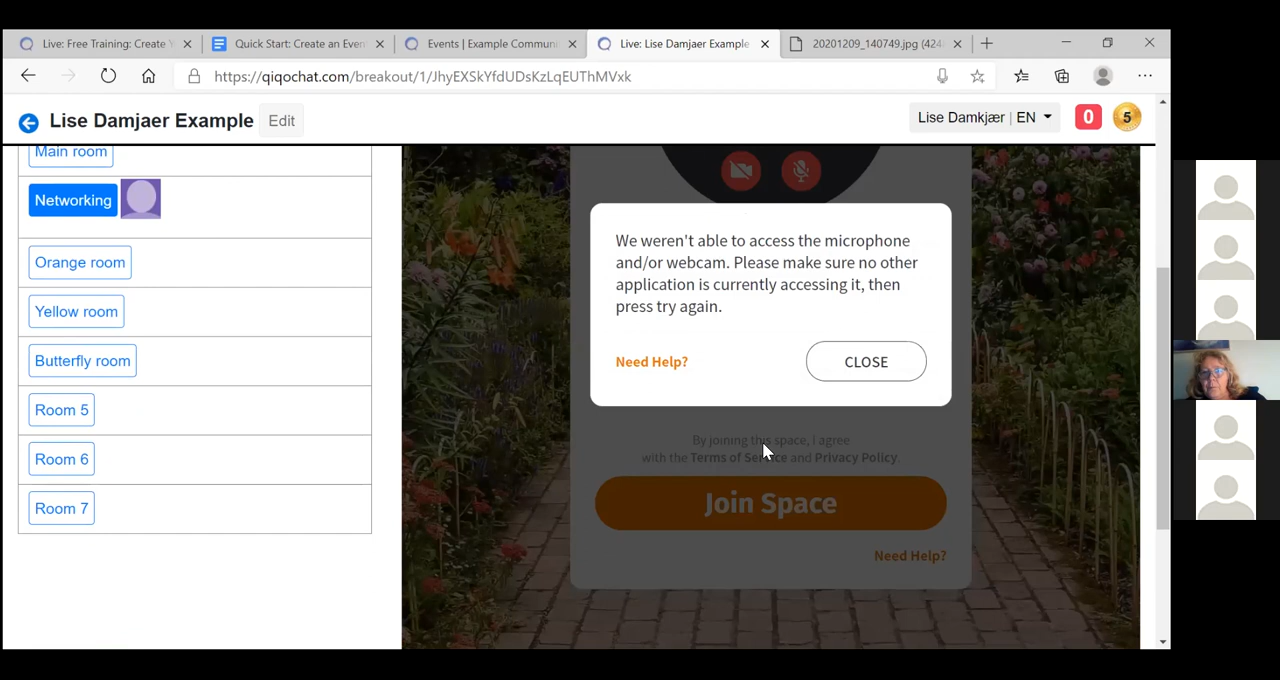 Live: Free Training: Create Y
Quick Start: Create an Even
Events | Example Communi
Live: Lise Damjaer Example
20201209_140749.jpg (424
https://qiqochat.com/breakout/1/JhyEXSkYfdUDsKzLqEUThMVxk
Lise Damjaer Example
Edit
Lise Damkjær | EN
0
5
Main room
Networking
Orange room
Yellow room
Butterfly room
Room 5
Room 6
Room 7
We weren't able to access the microphone
and/or webcam. Please make sure no other
application is currently accessing it, then
press try again.
Need Help?
CLOSE
By joining this space, I agree
with the Terms of Service and Privacy Policy.
Join Space
Need Help?